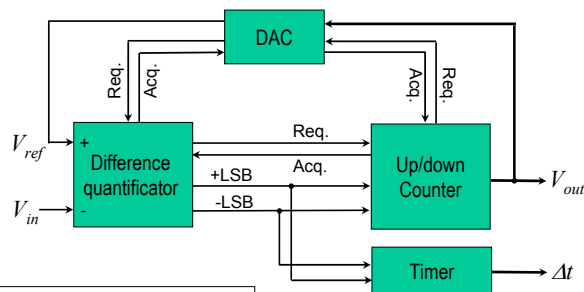 DAC
Req.
Acq.
Acq.
Req.
V_ref
+
Difference
quantificator
-
V_in
Req.
Acq.
+LSB
-LSB
Up/down
Counter
V_out
Timer
Δt